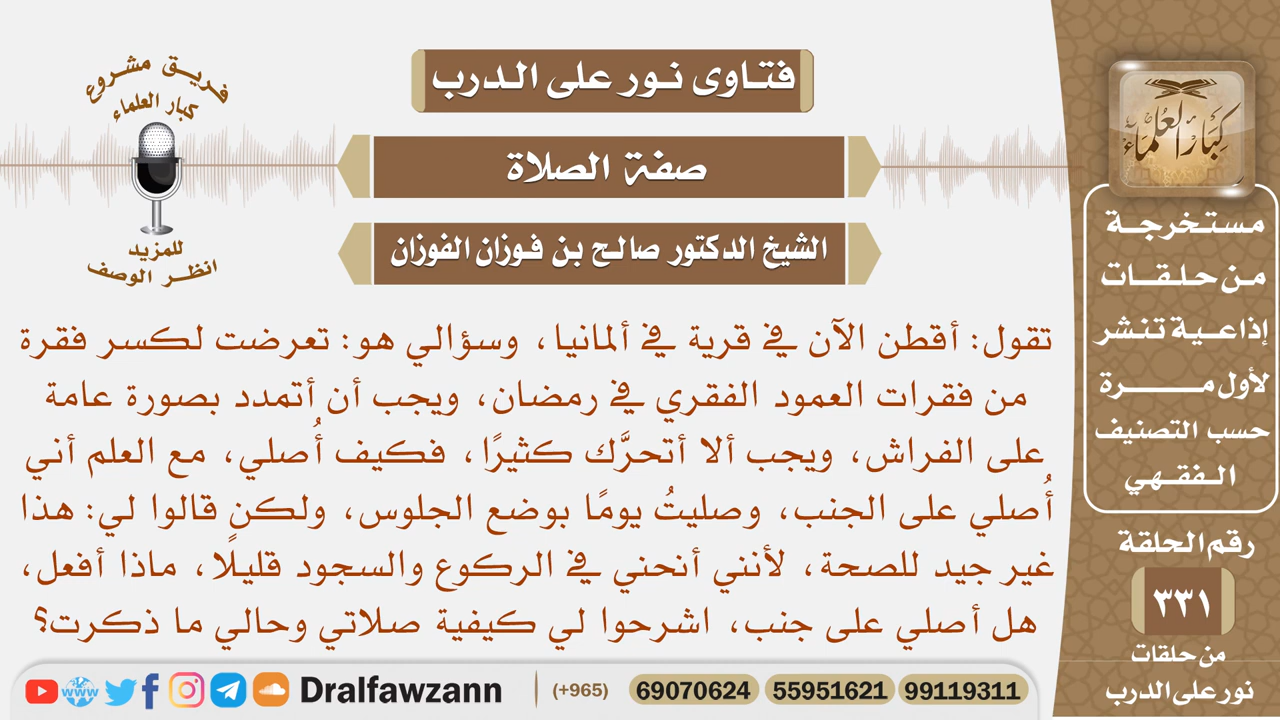 فتاوى نور على الدرب
صفة الصلاة
الشيخ الدكتور صالح بن فوزان الفوزان
فريق مشروع
كبار العلماء
للمزيد
انظر الوصف
تقول: أقطن الآن في قرية في ألمانيا، وسؤالي هو: تعرضت لكسر فقرة
من فقرات العمود الفقري في رمضان، ويجب أن أتمدد بصورة عامة
على الفراش، ويجب ألا أتحرَّك كثيرًا، فكيف أُصلي، مع العلم أني
أُصلي على الجنب، وصليتُ يومًا بوضع الجلوس، ولكن قالوا لي: هذا
غير جيد للصحة، لأنني أنحني في الركوع والسجود قليلًا، ماذا أفعل،
هل أصلي على جنب، اشرحوا لي كيفية صلاتي وحالي ما ذكرت؟
كِبَار العُلَمَاء
مستخرجة
من حلقات
إذاعية تنشر
لأول مرة
حسب التصنيف
الفقهي
رقم الحلقة
٣٣١
من حلقات
نور على الدرب
www Dralfawzann (+965) 69070624 55951621 99119311